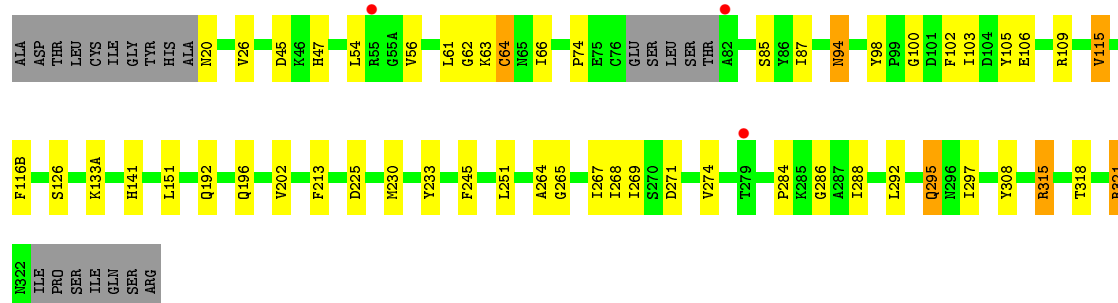 ALA ASP THR LEU CYS ILE GLY TYR HIS ALA N20 V26 D45 K46 H47 L54 R55 G55A V56 L61 G62 K63 C64 N65 I66 P74 E75 C76 GLU SER LEU SER THR A82 S85 Y86 I87 N94 Y98 P99 G100 D101 F102 I103 D104 Y105 E106 R109 V115
F116B S126 K133A H141 L151 Q192 Q196 V202 F213 D225 M230 Y233 F245 L251 A264 G265 I267 I268 I269 S270 D271 V274 T279 P284 K285 G286 A287 I288 L292 Q295 N296 I297 Y308 R315 T318 R321
N322 ILE PRO SER ILE GLN SER ARG